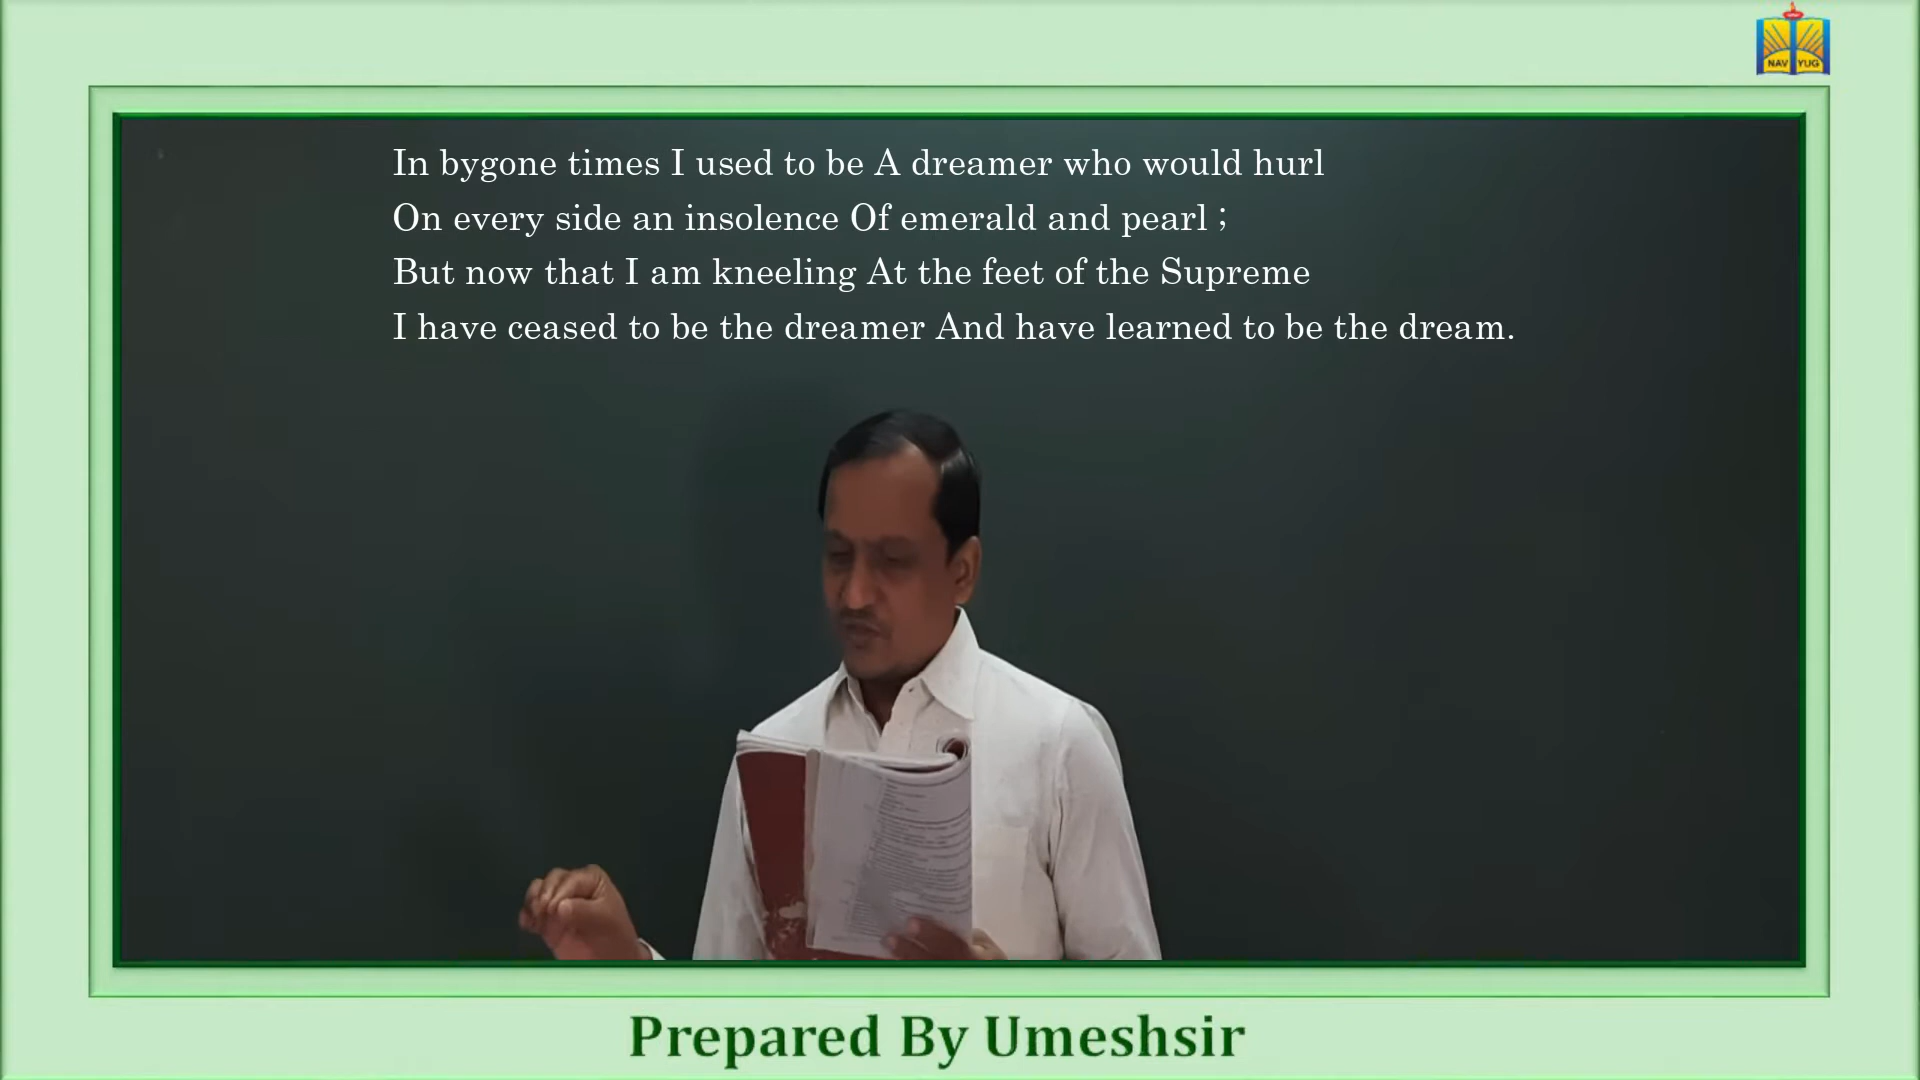 NAV YUG
In bygone times I used to be A dreamer who would hurl
On every side an insolence Of emerald and pearl ;
But now that I am kneeling At the feet of the Supreme
I have ceased to be the dreamer And have learned to be the dream.
Prepared By Umeshsir